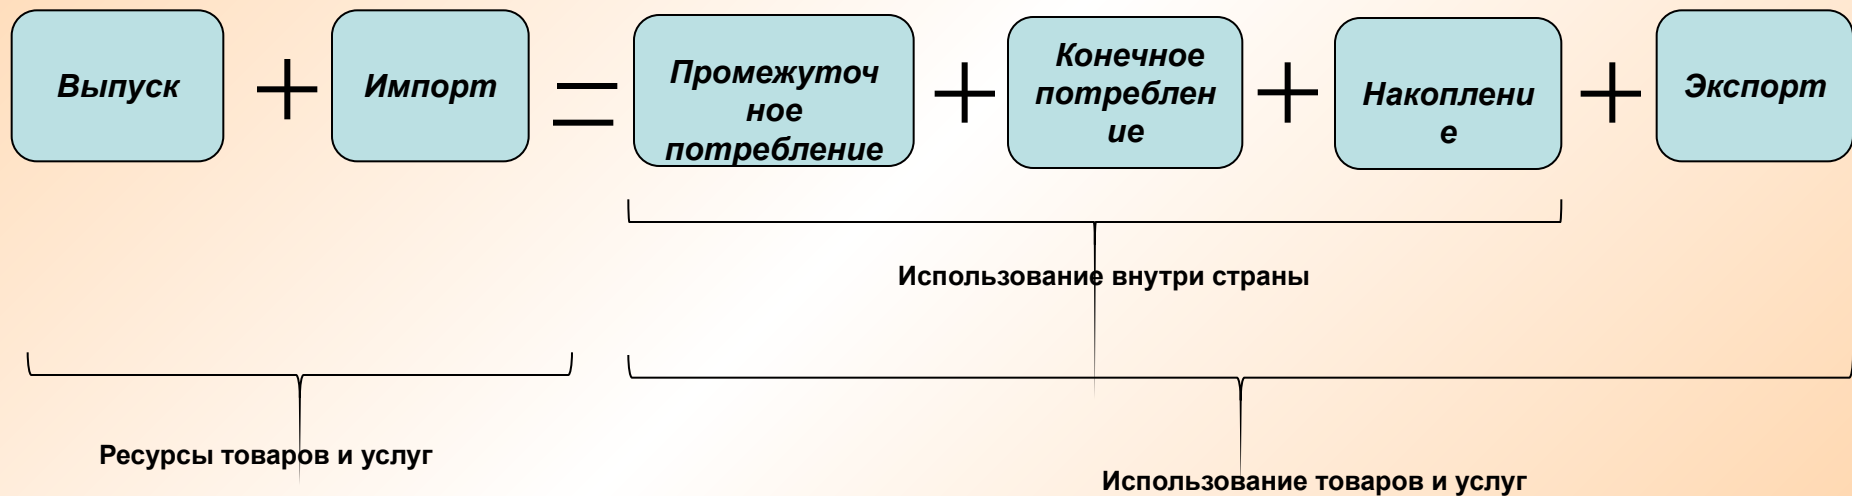 Выпуск
Импорт
Промежуточ
ное
потребление
Конечное
потреблен
ие
Накоплени
е
Экспорт
Использование внутри страны
Ресурсы товаров и услуг
Использование товаров и услуг